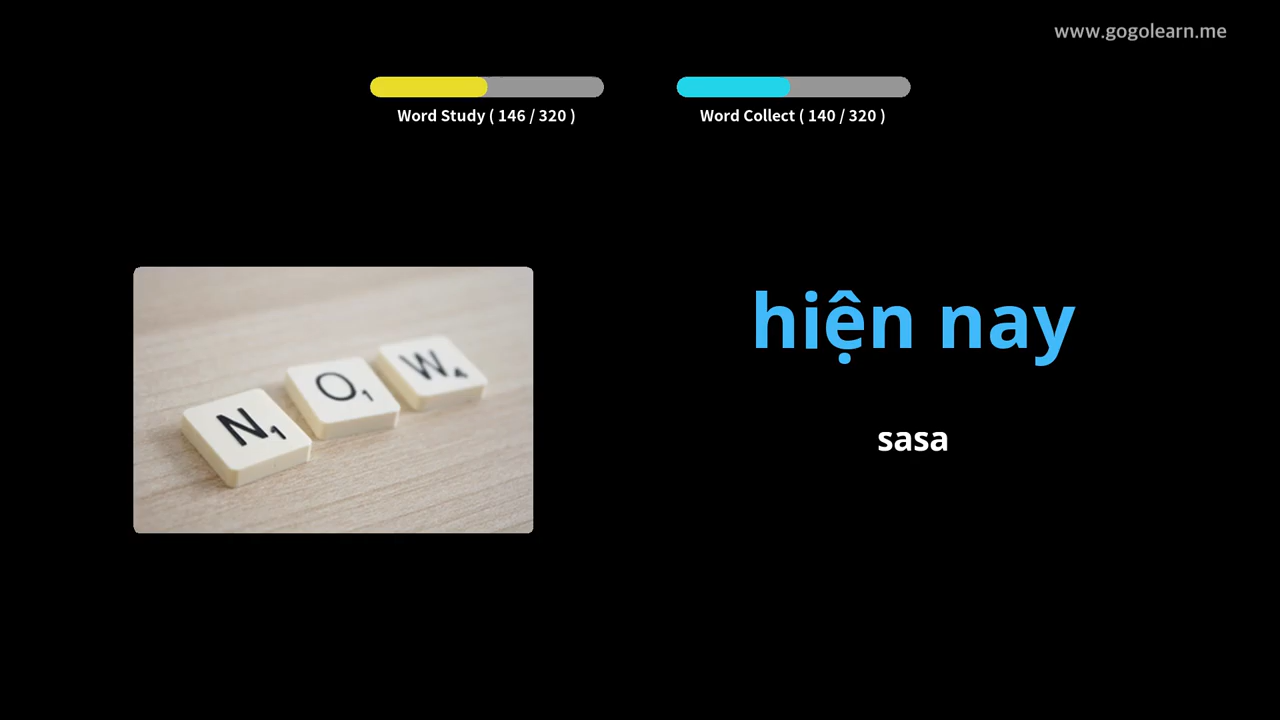 www.gogolearn.me
Word Study ( 146 / 320 )
Word Collect ( 140 / 320 )
N1 O1 W4
hiện nay
sasa